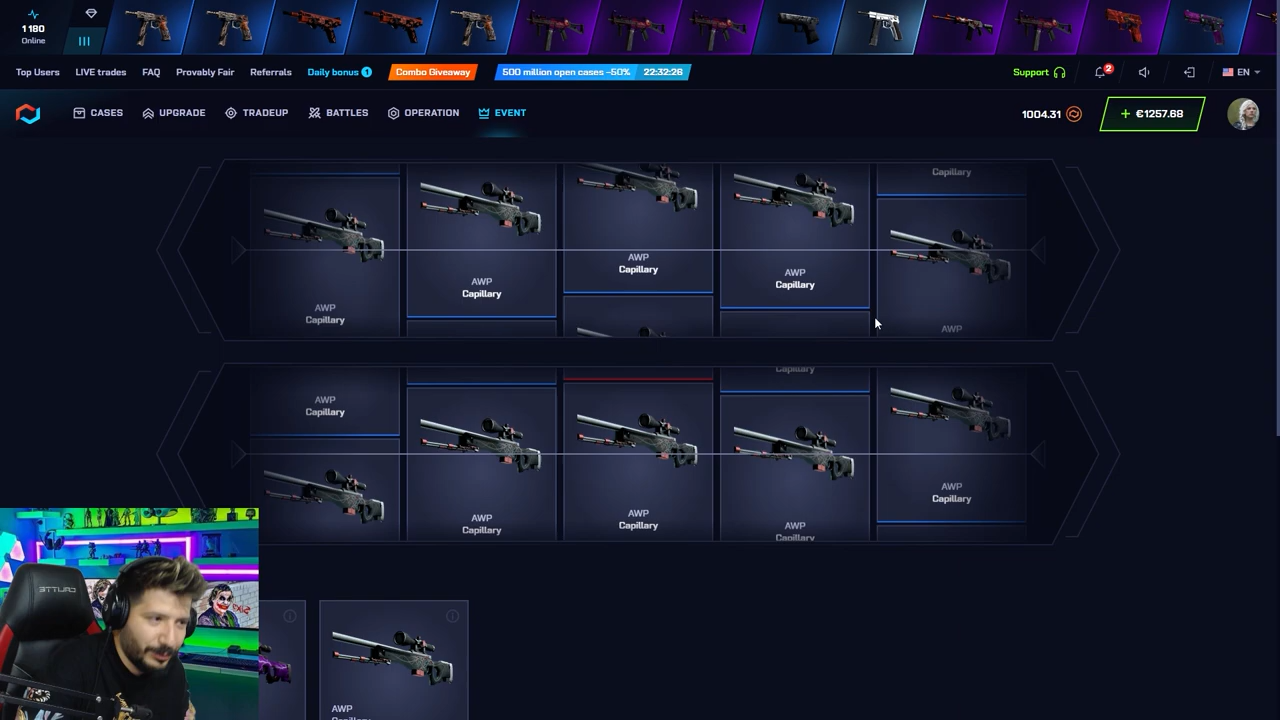 1 180
Online
Top Users LIVE trades FAQ Provably Fair Referrals Daily bonus 1 Combo Giveaway 500 million open cases -50% 22:32:26 Support 2 EN
CASES UPGRADE TRADEUP BATTLES OPERATION EVENT 1004.31 + €1257.68
Capillary
AWP
Capillary
AWP
Capillary
AWP
Capillary
AWP
Capillary
AWP
Capillary
Capillary
AWP
Capillary
AWP
Capillary
AWP
Capillary
AWP
Capillary
AWP
Capillary